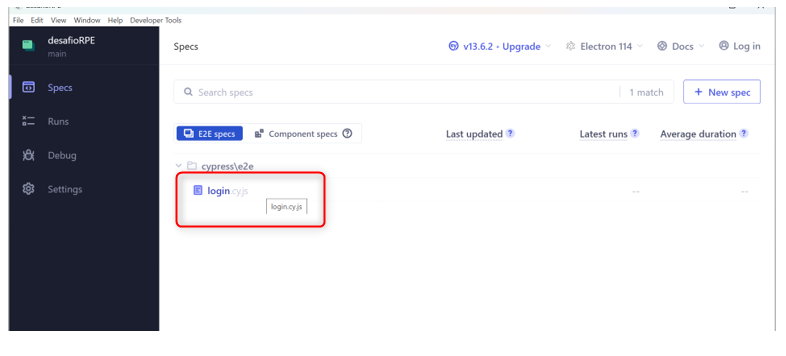 File Edit View Window Help Developer Tools
desafioRPE
main
Specs
v13.6.2 • Upgrade
Electron 114
Docs
Log in
Specs
Runs
Debug
Settings
Search specs
1 match
+ New spec
E2E specs
Component specs
Last updated
Latest runs
Average duration
cypress\e2e
login.cy.js
-- --
login.cy.js